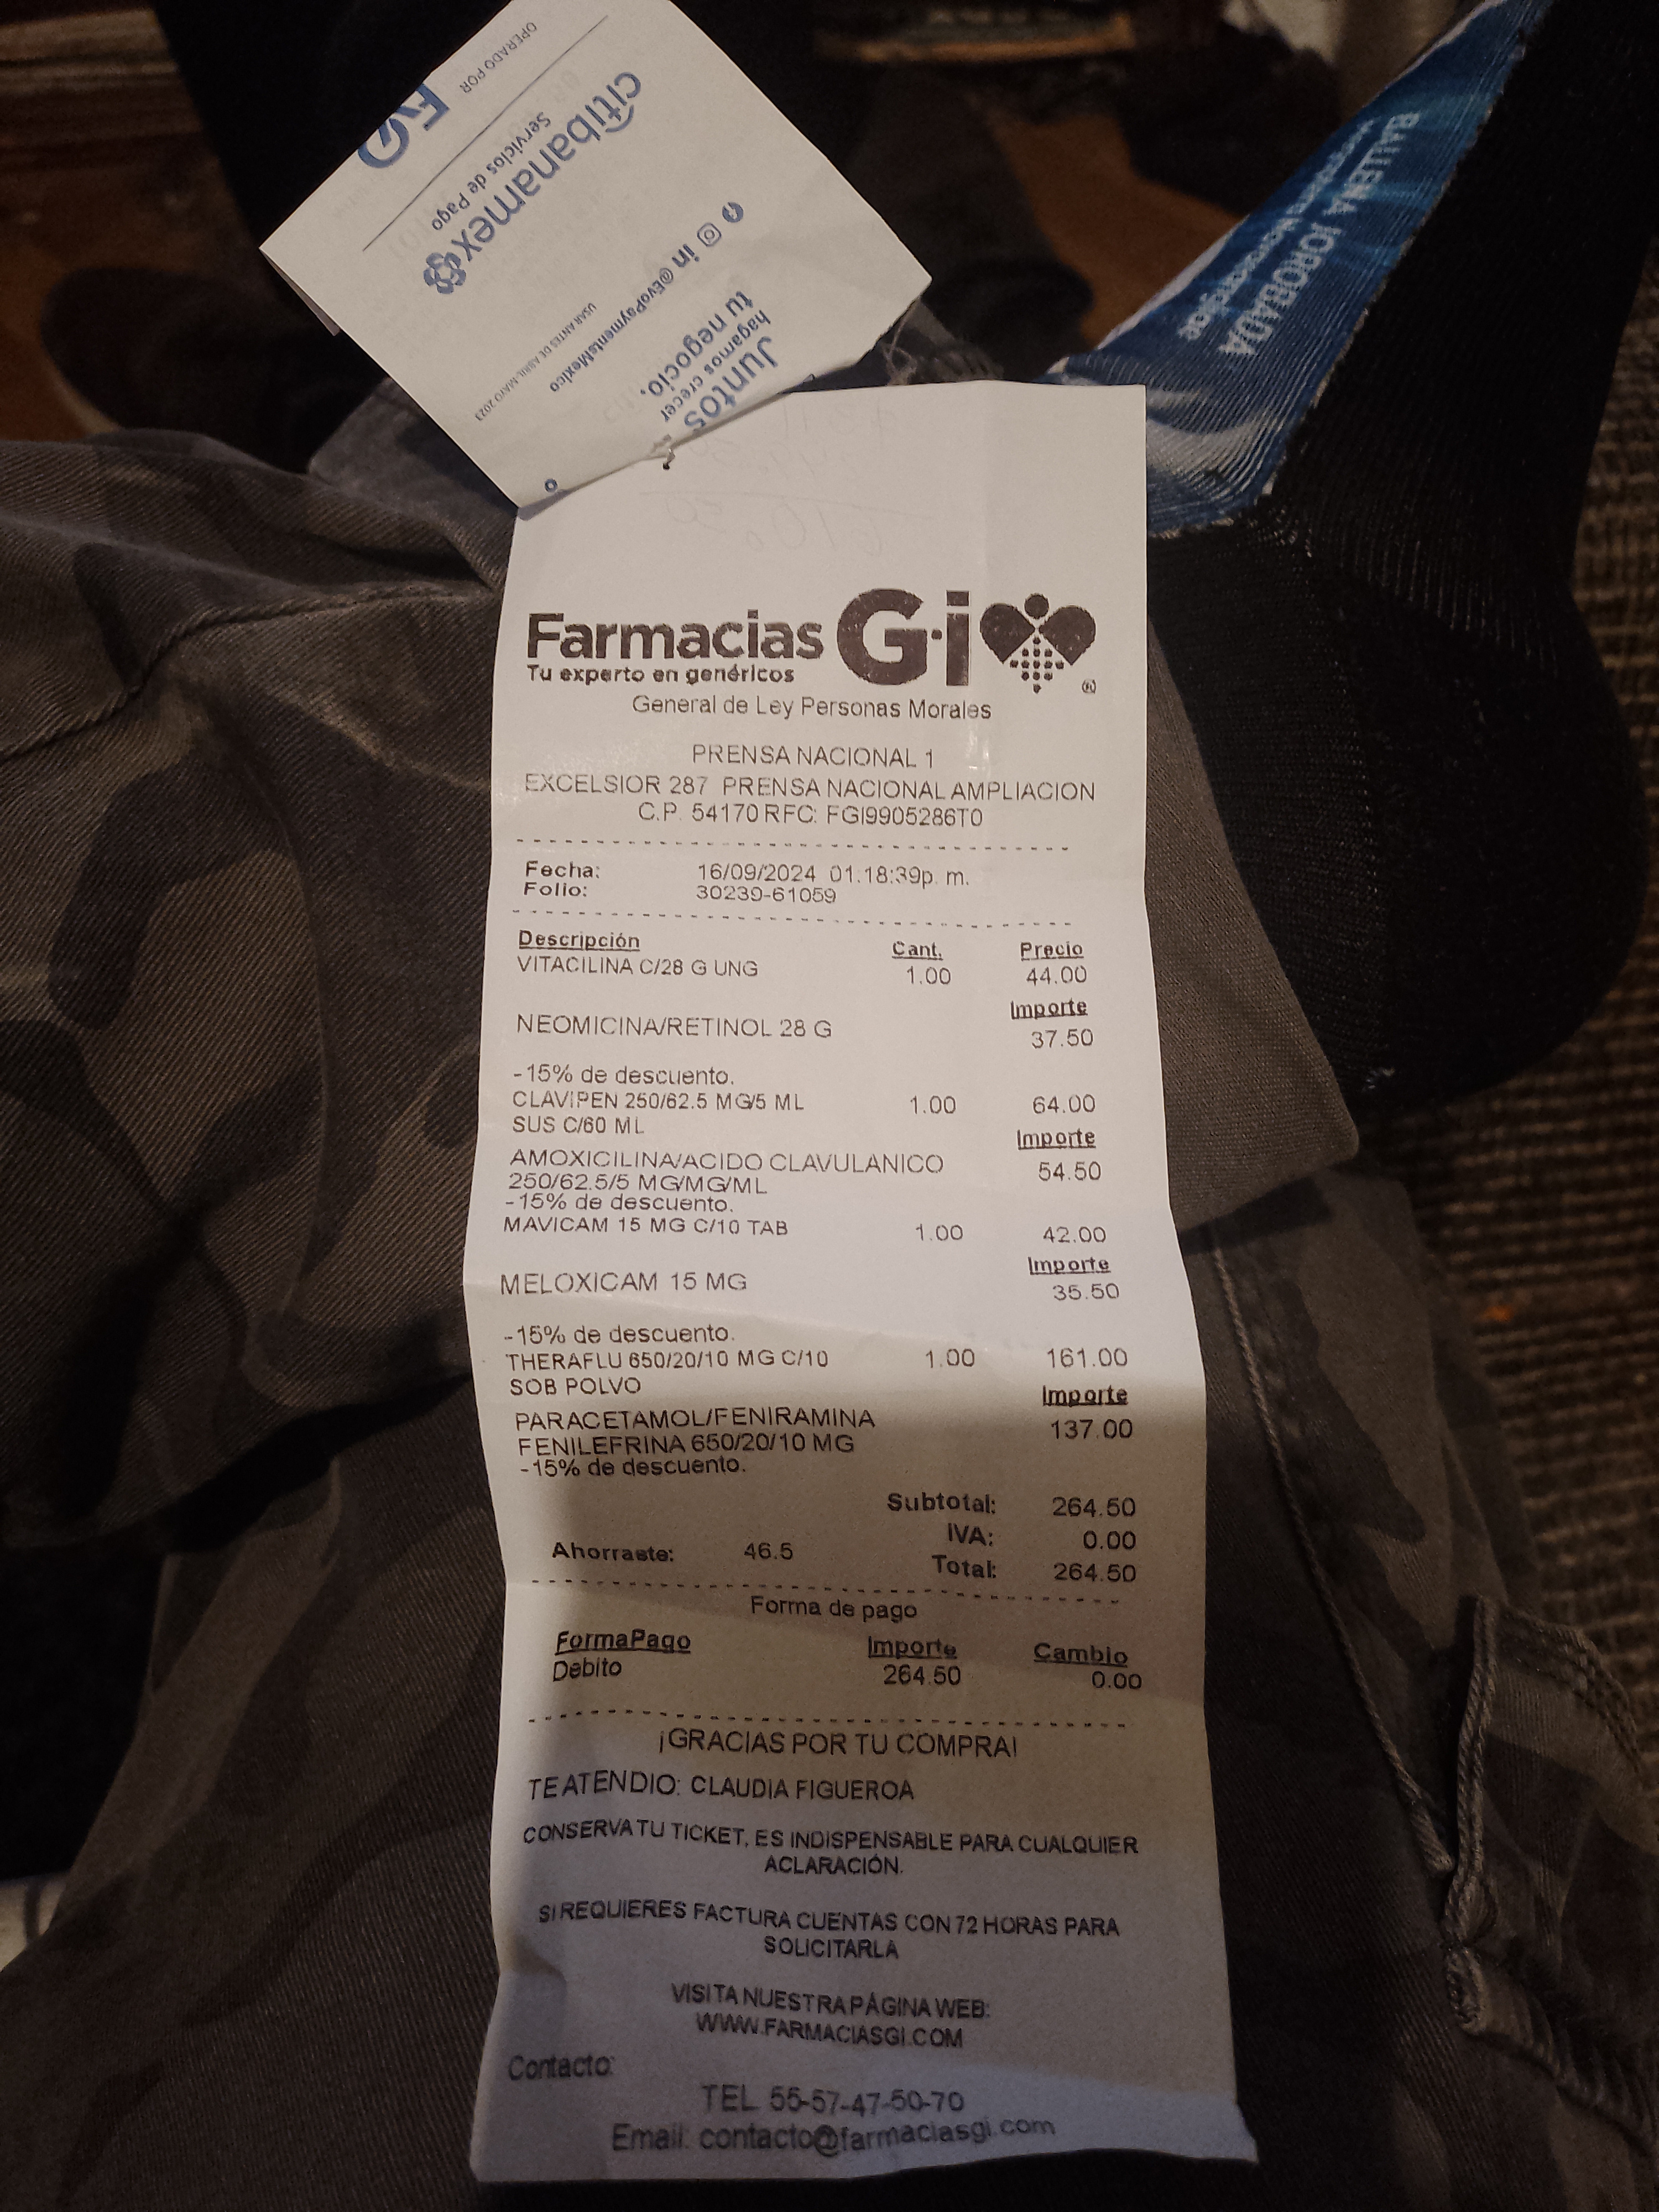 OPERADO POR
EVO
citibanamex
Servicios de Pago
in @EvoPaymentsMexico
USAR ANTES DE ABRIL-MAYO 2023
Juntos
hagamos crecer
tu negocio.
BALLENA JOROBADA
Farmacias G·i
Tu experto en genéricos
®
General de Ley Personas Morales
PRENSA NACIONAL 1
EXCELSIOR 287 PRENSA NACIONAL AMPLIACION
C.P. 54170 RFC: FGI9905286T0
Fecha: 16/09/2024 01:18:39p. m.
Folio: 30239-61059
Descripción Cant. Precio
VITACILINA C/28 G UNG 1.00 44.00
Importe
NEOMICINA/RETINOL 28 G 37.50
-15% de descuento.
CLAVIPEN 250/62.5 MG/5 ML 1.00 64.00
SUS C/60 ML Importe
AMOXICILINA/ACIDO CLAVULANICO 54.50
250/62.5/5 MG/MG/ML
-15% de descuento.
MAVICAM 15 MG C/10 TAB 1.00 42.00
Importe
MELOXICAM 15 MG 35.50
-15% de descuento.
THERAFLU 650/20/10 MG C/10 1.00 161.00
SOB POLVO Importe
PARACETAMOL/FENIRAMINA 137.00
FENILEFRINA 650/20/10 MG
-15% de descuento.
Subtotal: 264.50
IVA: 0.00
Ahorraste: 46.5 Total: 264.50
Forma de pago
FormaPago Importe Cambio
Debito 264.50 0.00
¡GRACIAS POR TU COMPRA!
TE ATENDIO: CLAUDIA FIGUEROA
CONSERVA TU TICKET, ES INDISPENSABLE PARA CUALQUIER
ACLARACIÓN.
SI REQUIERES FACTURA CUENTAS CON 72 HORAS PARA
SOLICITARLA
VISITA NUESTRA PÁGINA WEB:
WWW.FARMACIASGI.COM
Contacto:
TEL 55-57-47-50-70
Email: contacto@farmaciasgi.com